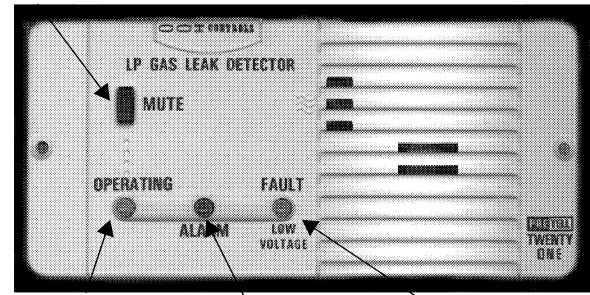 CONTROLS
LP GAS LEAK DETECTOR
MUTE
OPERATING
FAULT
ALARM
LOW
VOLTAGE
TWENTY
ONE